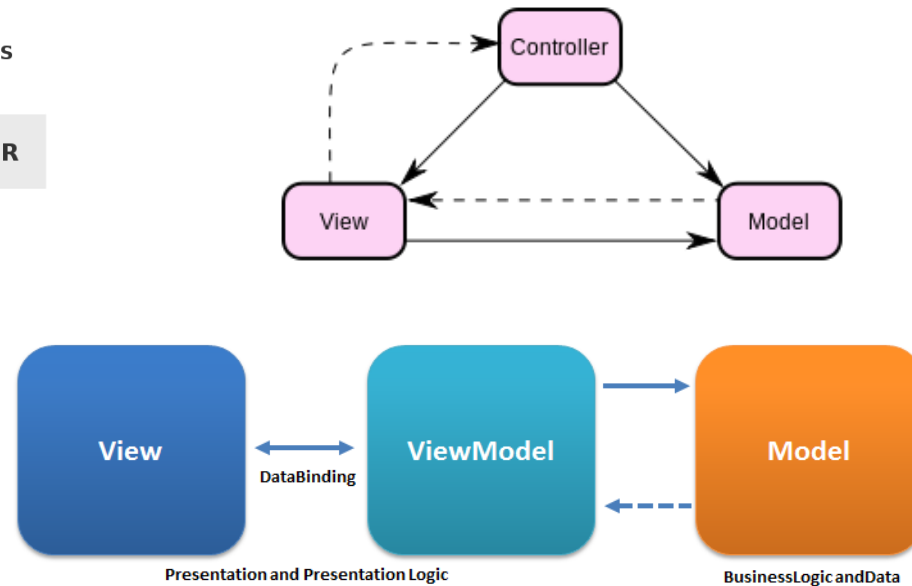 s
Controller
R
View
Model
View
ViewModel
Model
DataBinding
Presentation and Presentation Logic
BusinessLogic andData